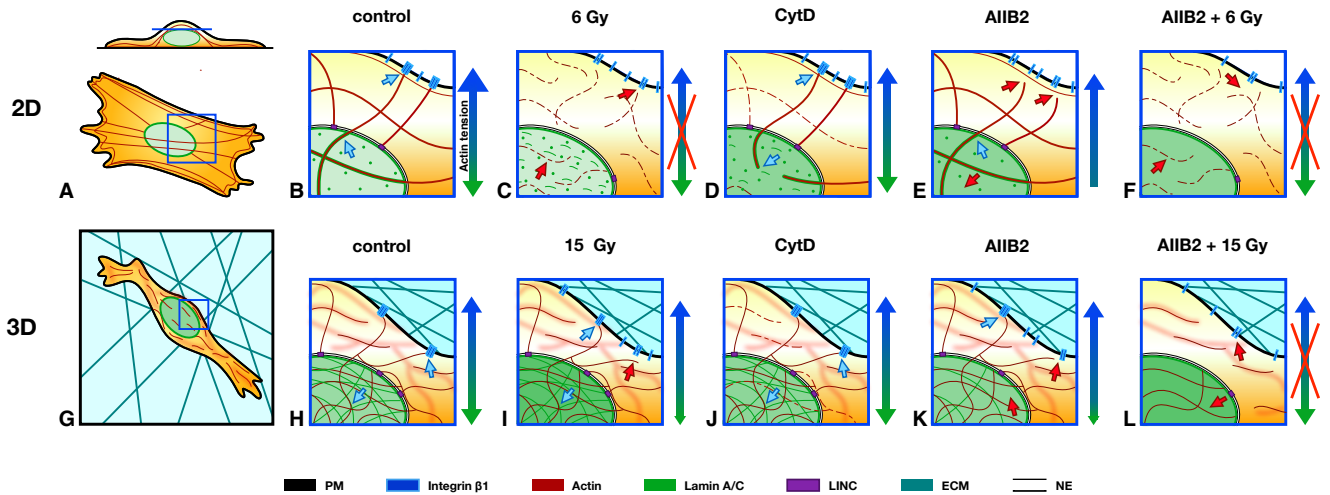 control
6 Gy
CytD
AIIB2
AIIB2 + 6 Gy
2D
Actin tension
A
B
C
D
E
F
control
15 Gy
CytD
AIIB2
AIIB2 + 15 Gy
3D
G
H
I
J
K
L
PM
Integrin β1
Actin
Lamin A/C
LINC
ECM
NE